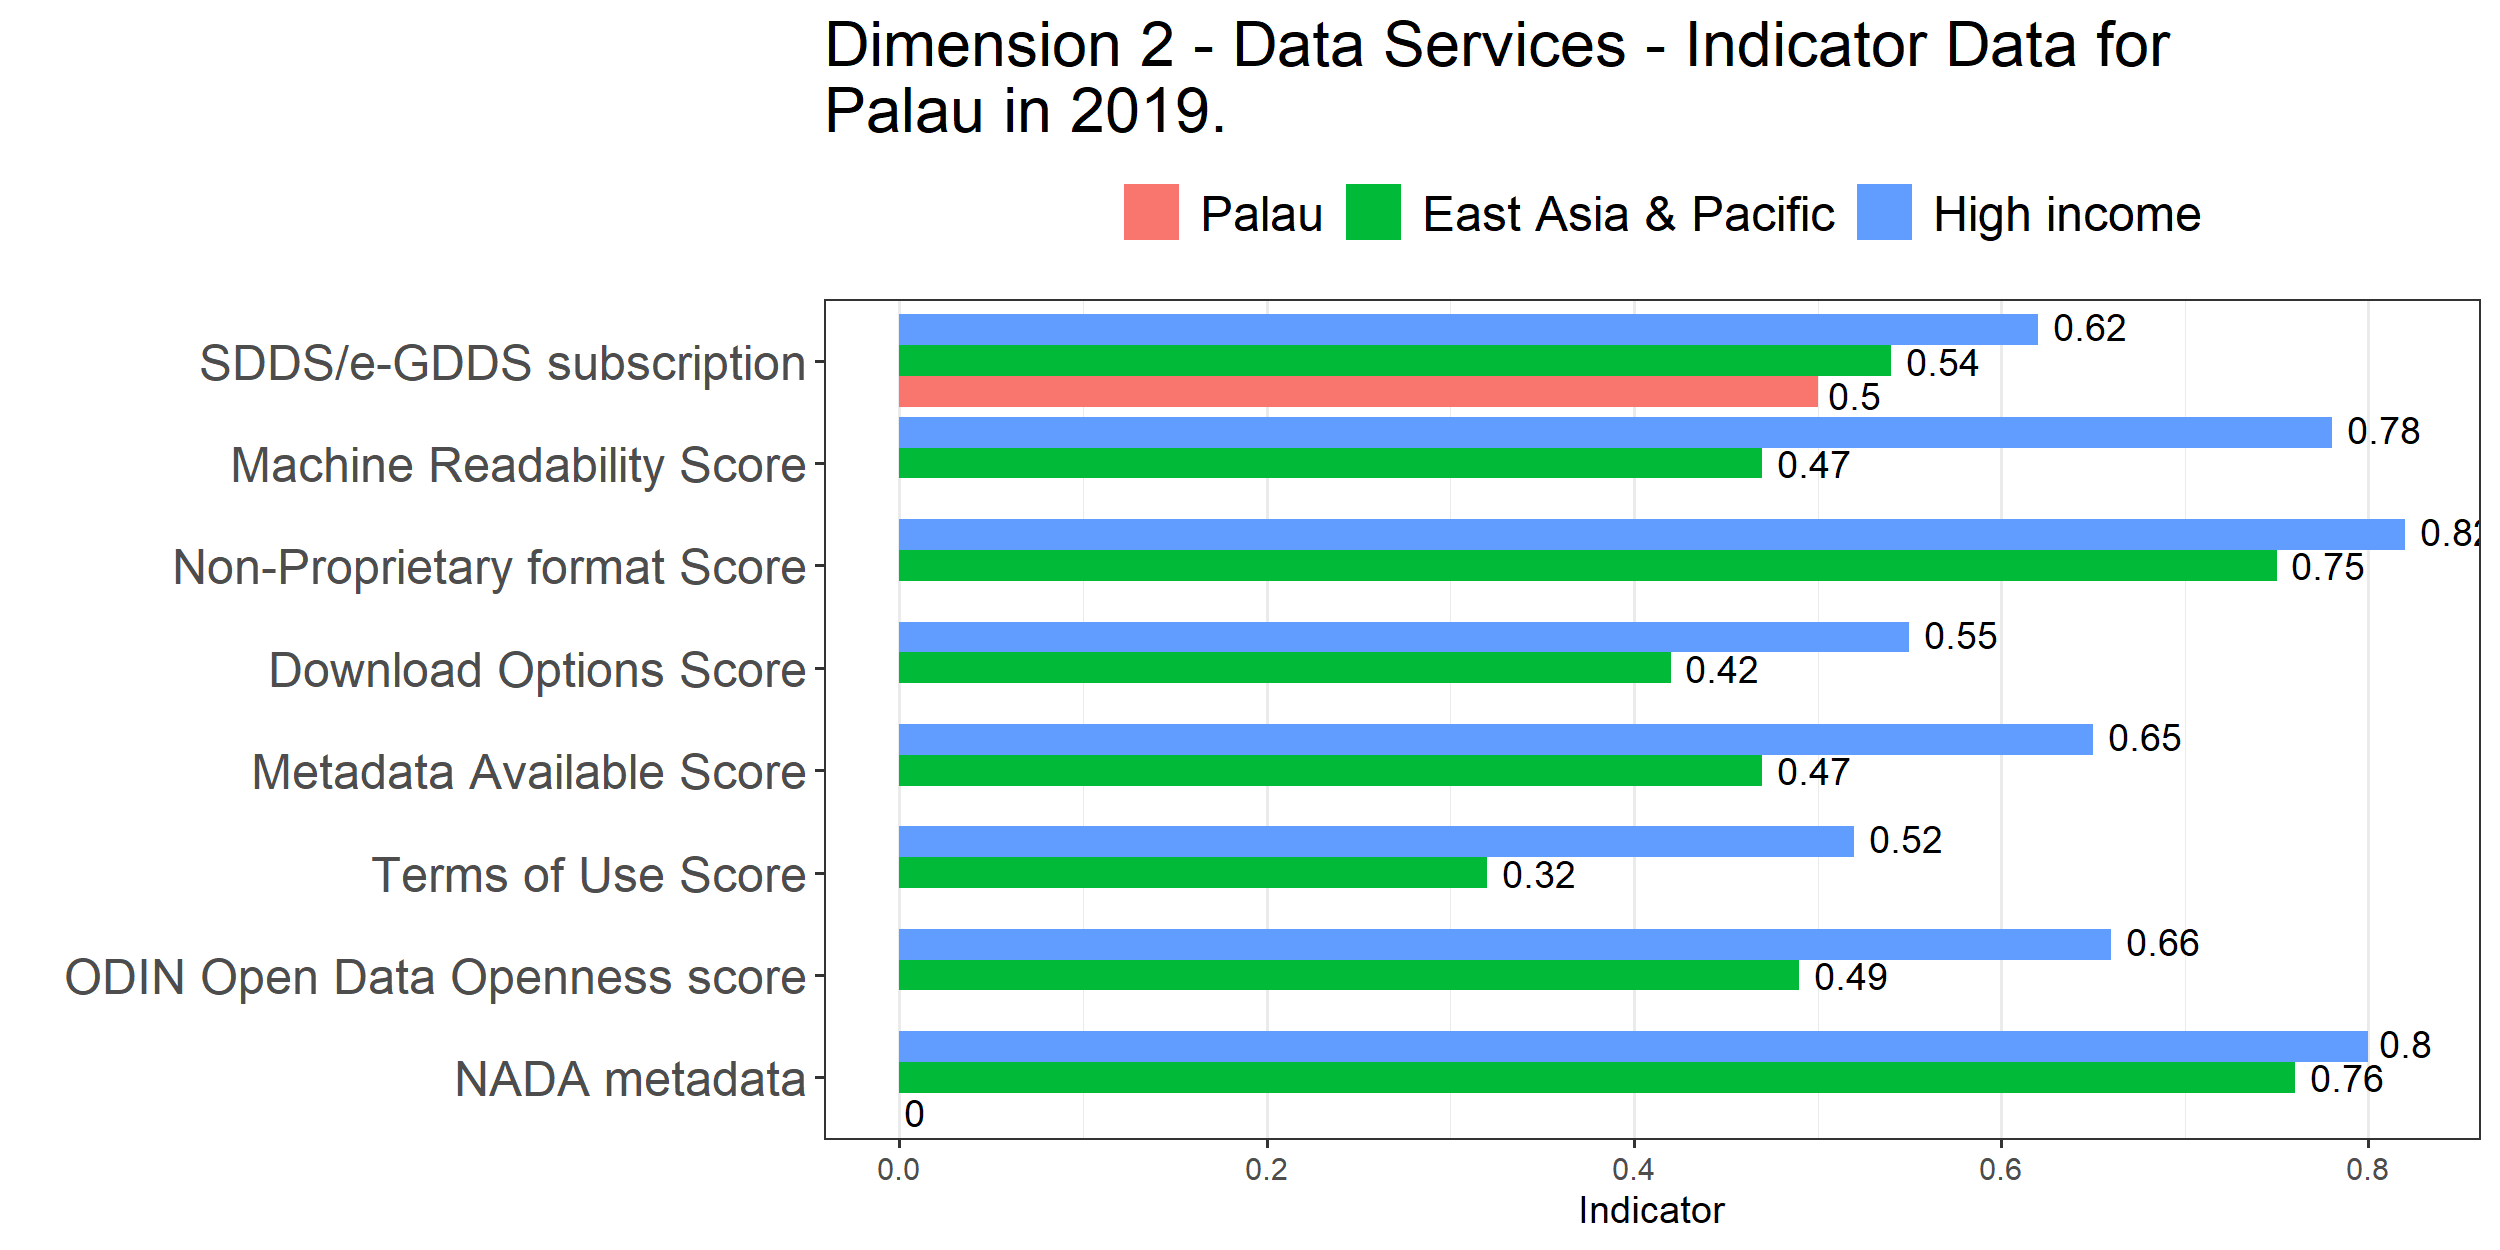 Dimension 2 - Data Services - Indicator Data for
Palau in 2019.
Palau East Asia & Pacific High income
SDDS/e-GDDS subscription
0.62
0.54
0.5
Machine Readability Score
0.78
0.47
Non-Proprietary format Score
0.82
0.75
Download Options Score
0.55
0.42
Metadata Available Score
0.65
0.47
Terms of Use Score
0.52
0.32
ODIN Open Data Openness score
0.66
0.49
NADA metadata
0.8
0.76
0
0.0 0.2 0.4 0.6 0.8
Indicator